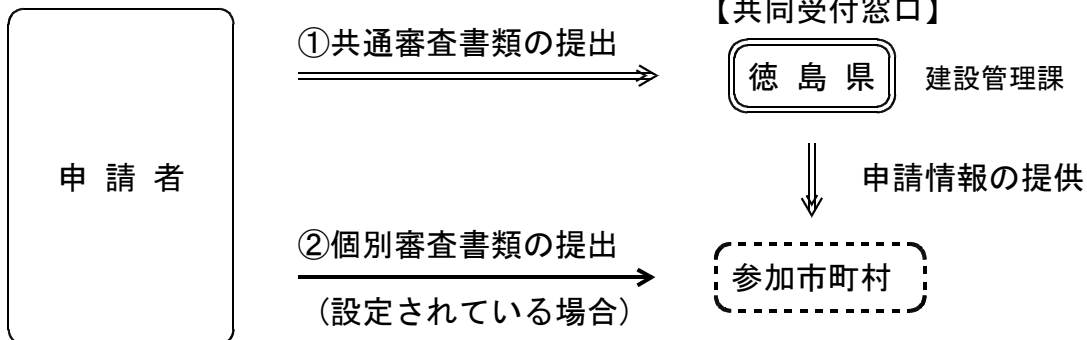 【共同受付窓口】
①共通審査書類の提出
徳 島 県 建設管理課
申 請 者
申請情報の提供
②個別審査書類の提出
（設定されている場合）
参加市町村